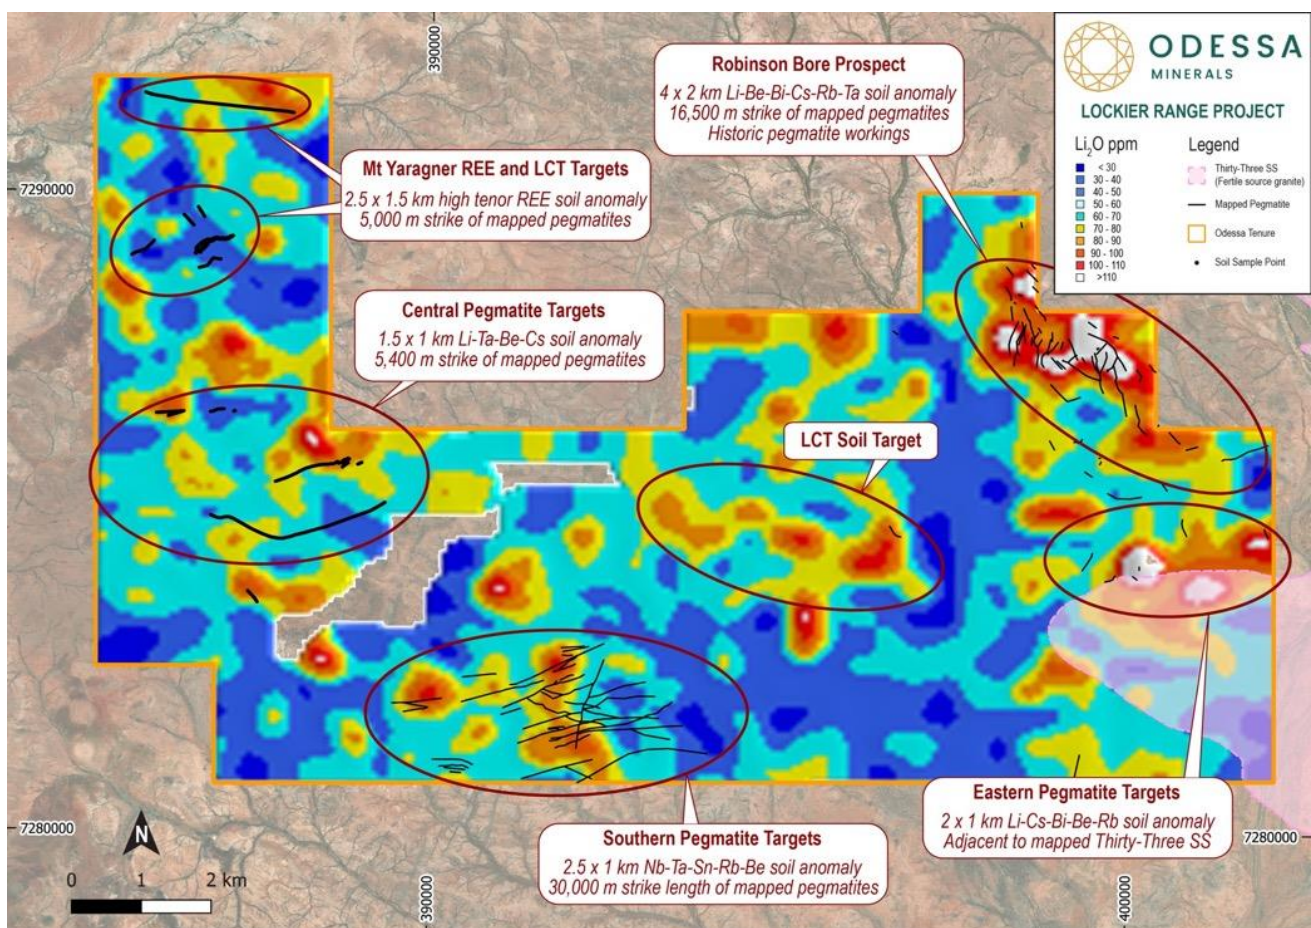 390000
ODESSA
MINERALS
LOCKIER RANGE PROJECT
Li₂O ppm
< 30
30 - 40
40 - 50
50 - 60
60 - 70
70 - 80
80 - 90
90 - 100
100 - 110
>110
Legend
Thirty-Three SS
(Fertile source granite)
Mapped Pegmatite
Odessa Tenure
Soil Sample Point
Robinson Bore Prospect
4 x 2 km Li-Be-Bi-Cs-Rb-Ta soil anomaly
16,500 m strike of mapped pegmatites
Historic pegmatite workings
Mt Yaragner REE and LCT Targets
2.5 x 1.5 km high tenor REE soil anomaly
5,000 m strike of mapped pegmatites
7290000
Central Pegmatite Targets
1.5 x 1 km Li-Ta-Be-Cs soil anomaly
5,400 m strike of mapped pegmatites
LCT Soil Target
Eastern Pegmatite Targets
2 x 1 km Li-Cs-Bi-Be-Rb soil anomaly
Adjacent to mapped Thirty-Three SS
Southern Pegmatite Targets
2.5 x 1 km Nb-Ta-Sn-Rb-Be soil anomaly
30,000 m strike length of mapped pegmatites
7280000
7280000
N
0 1 2 km
390000
400000